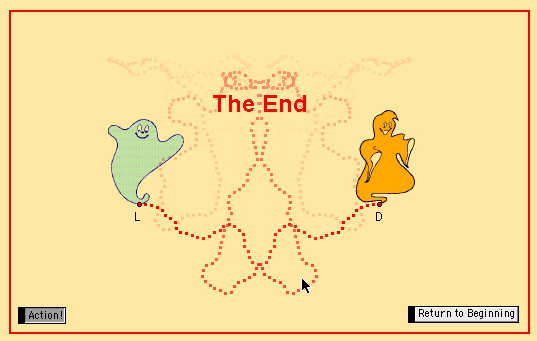 The End
L
D
Action!
Return to Beginning